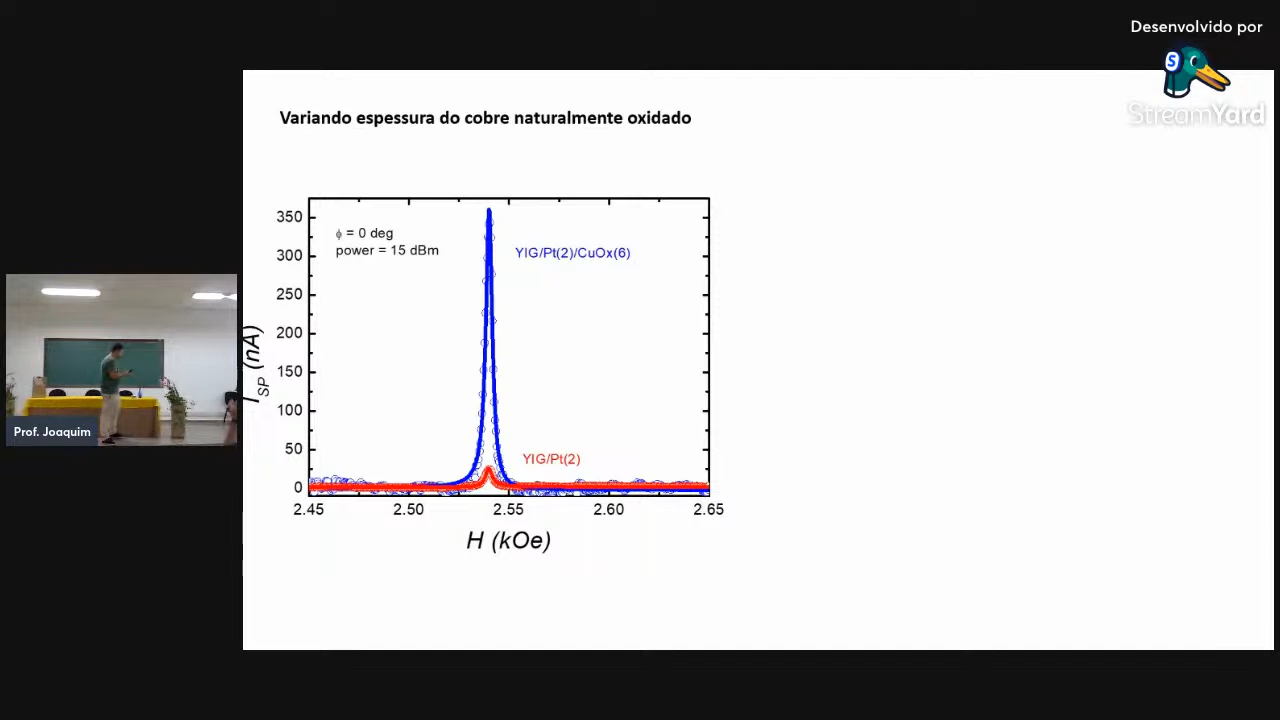 Desenvolvido por
StreamYard
Variando espessura do cobre naturalmente oxidado
350
300
250
200
150
100
50
0
ϕ = 0 deg
power = 15 dBm
YIG/Pt(2)/CuOx(6)
YIG/Pt(2)
I_SP (nA)
2.45 2.50 2.55 2.60 2.65
H (kOe)
Prof. Joaquim